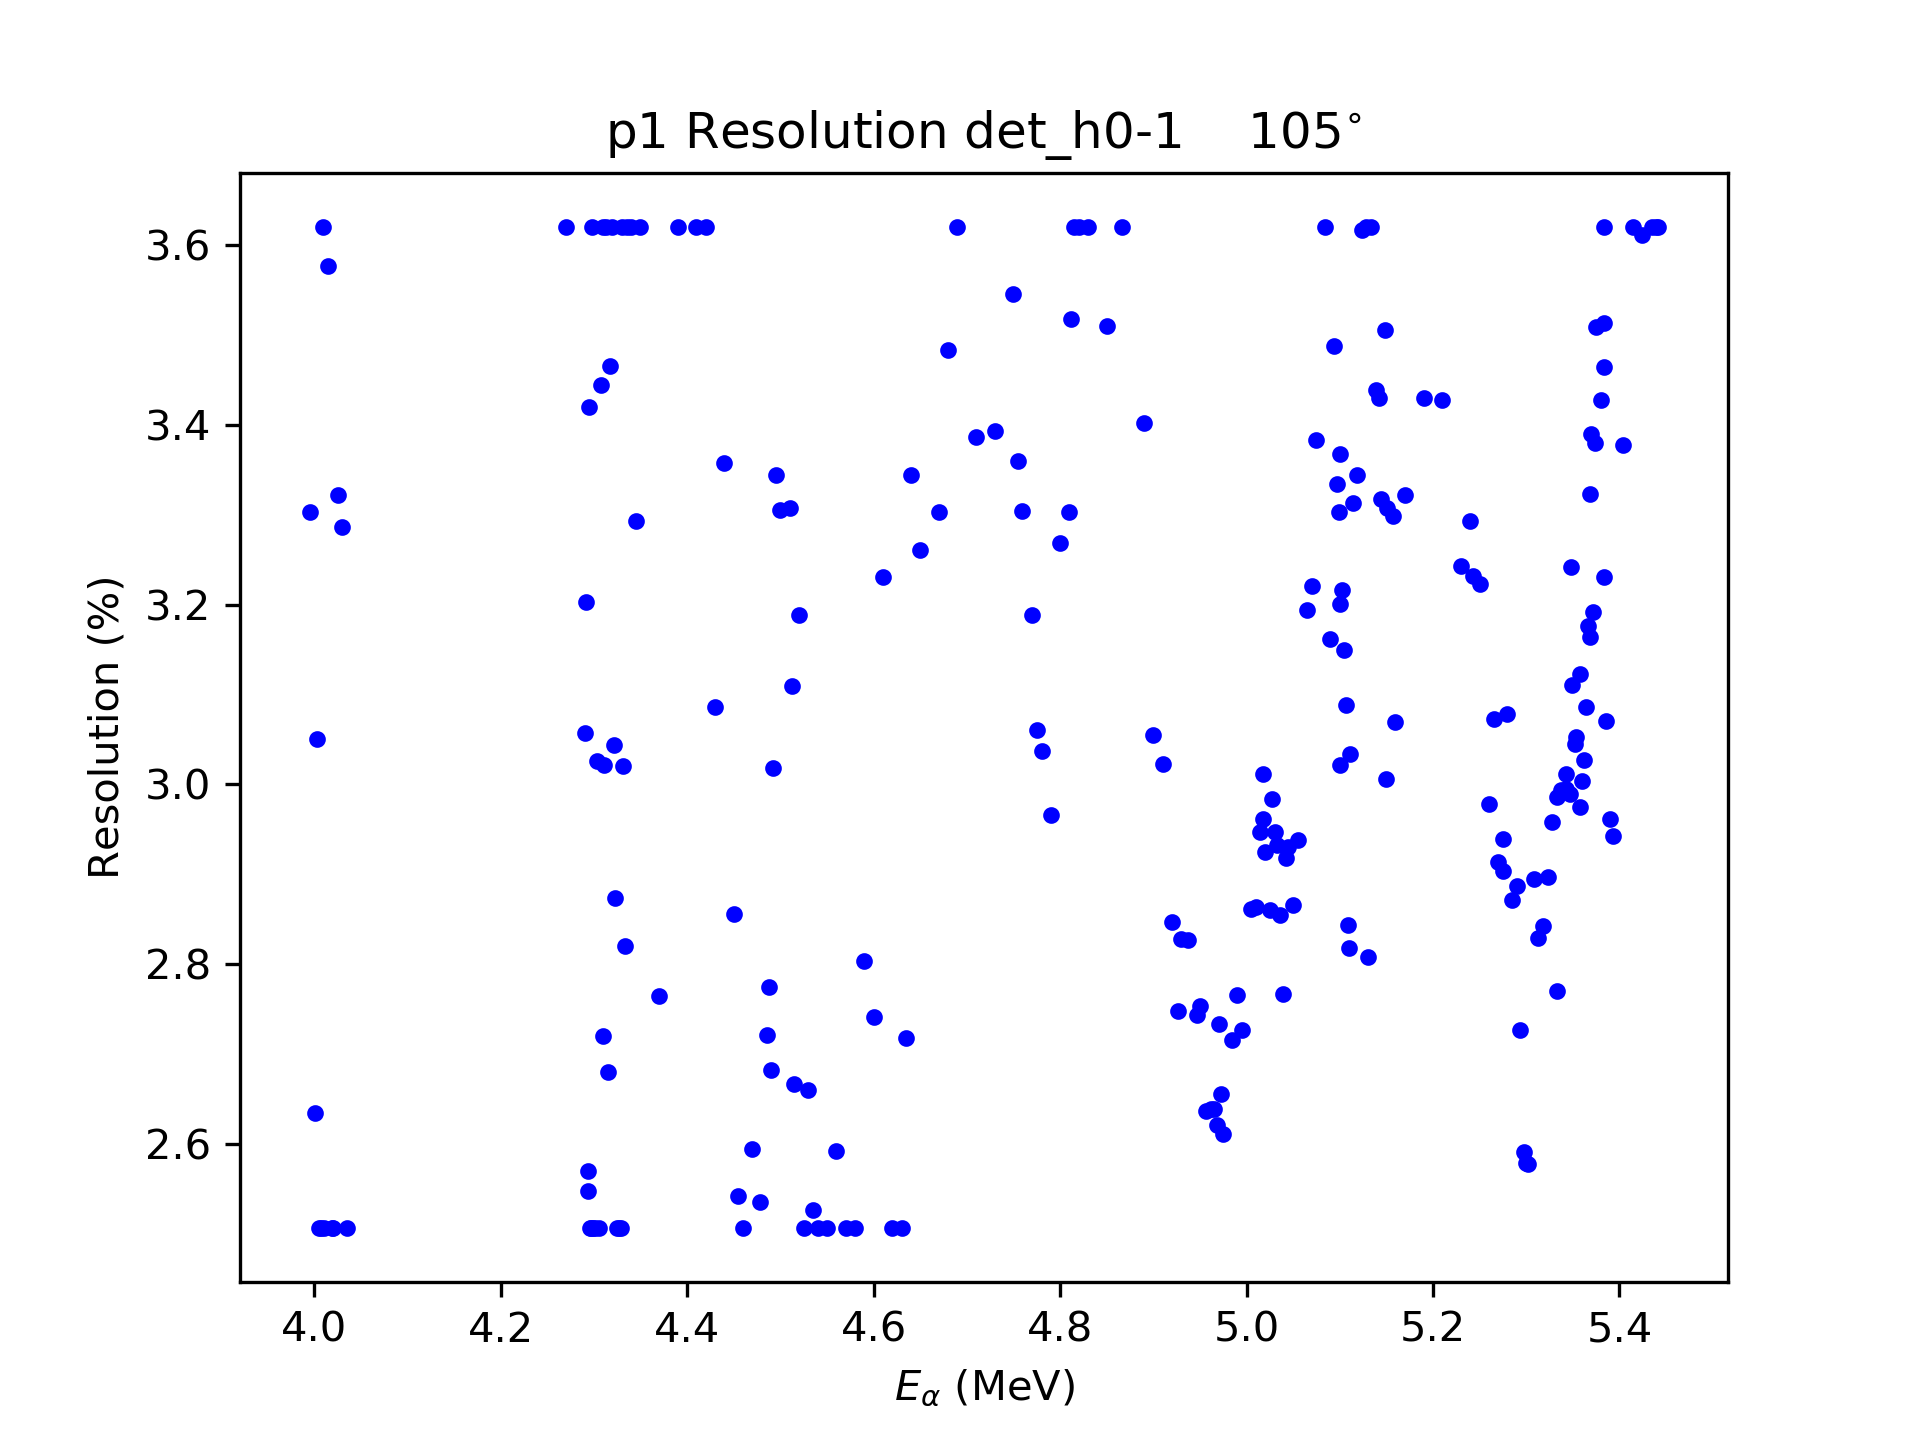 p1 Resolution det_h0-1 105°
3.6
3.4
3.2
3.0
2.8
2.6
Resolution (%)
4.0 4.2 4.4 4.6 4.8 5.0 5.2 5.4
Eα (MeV)